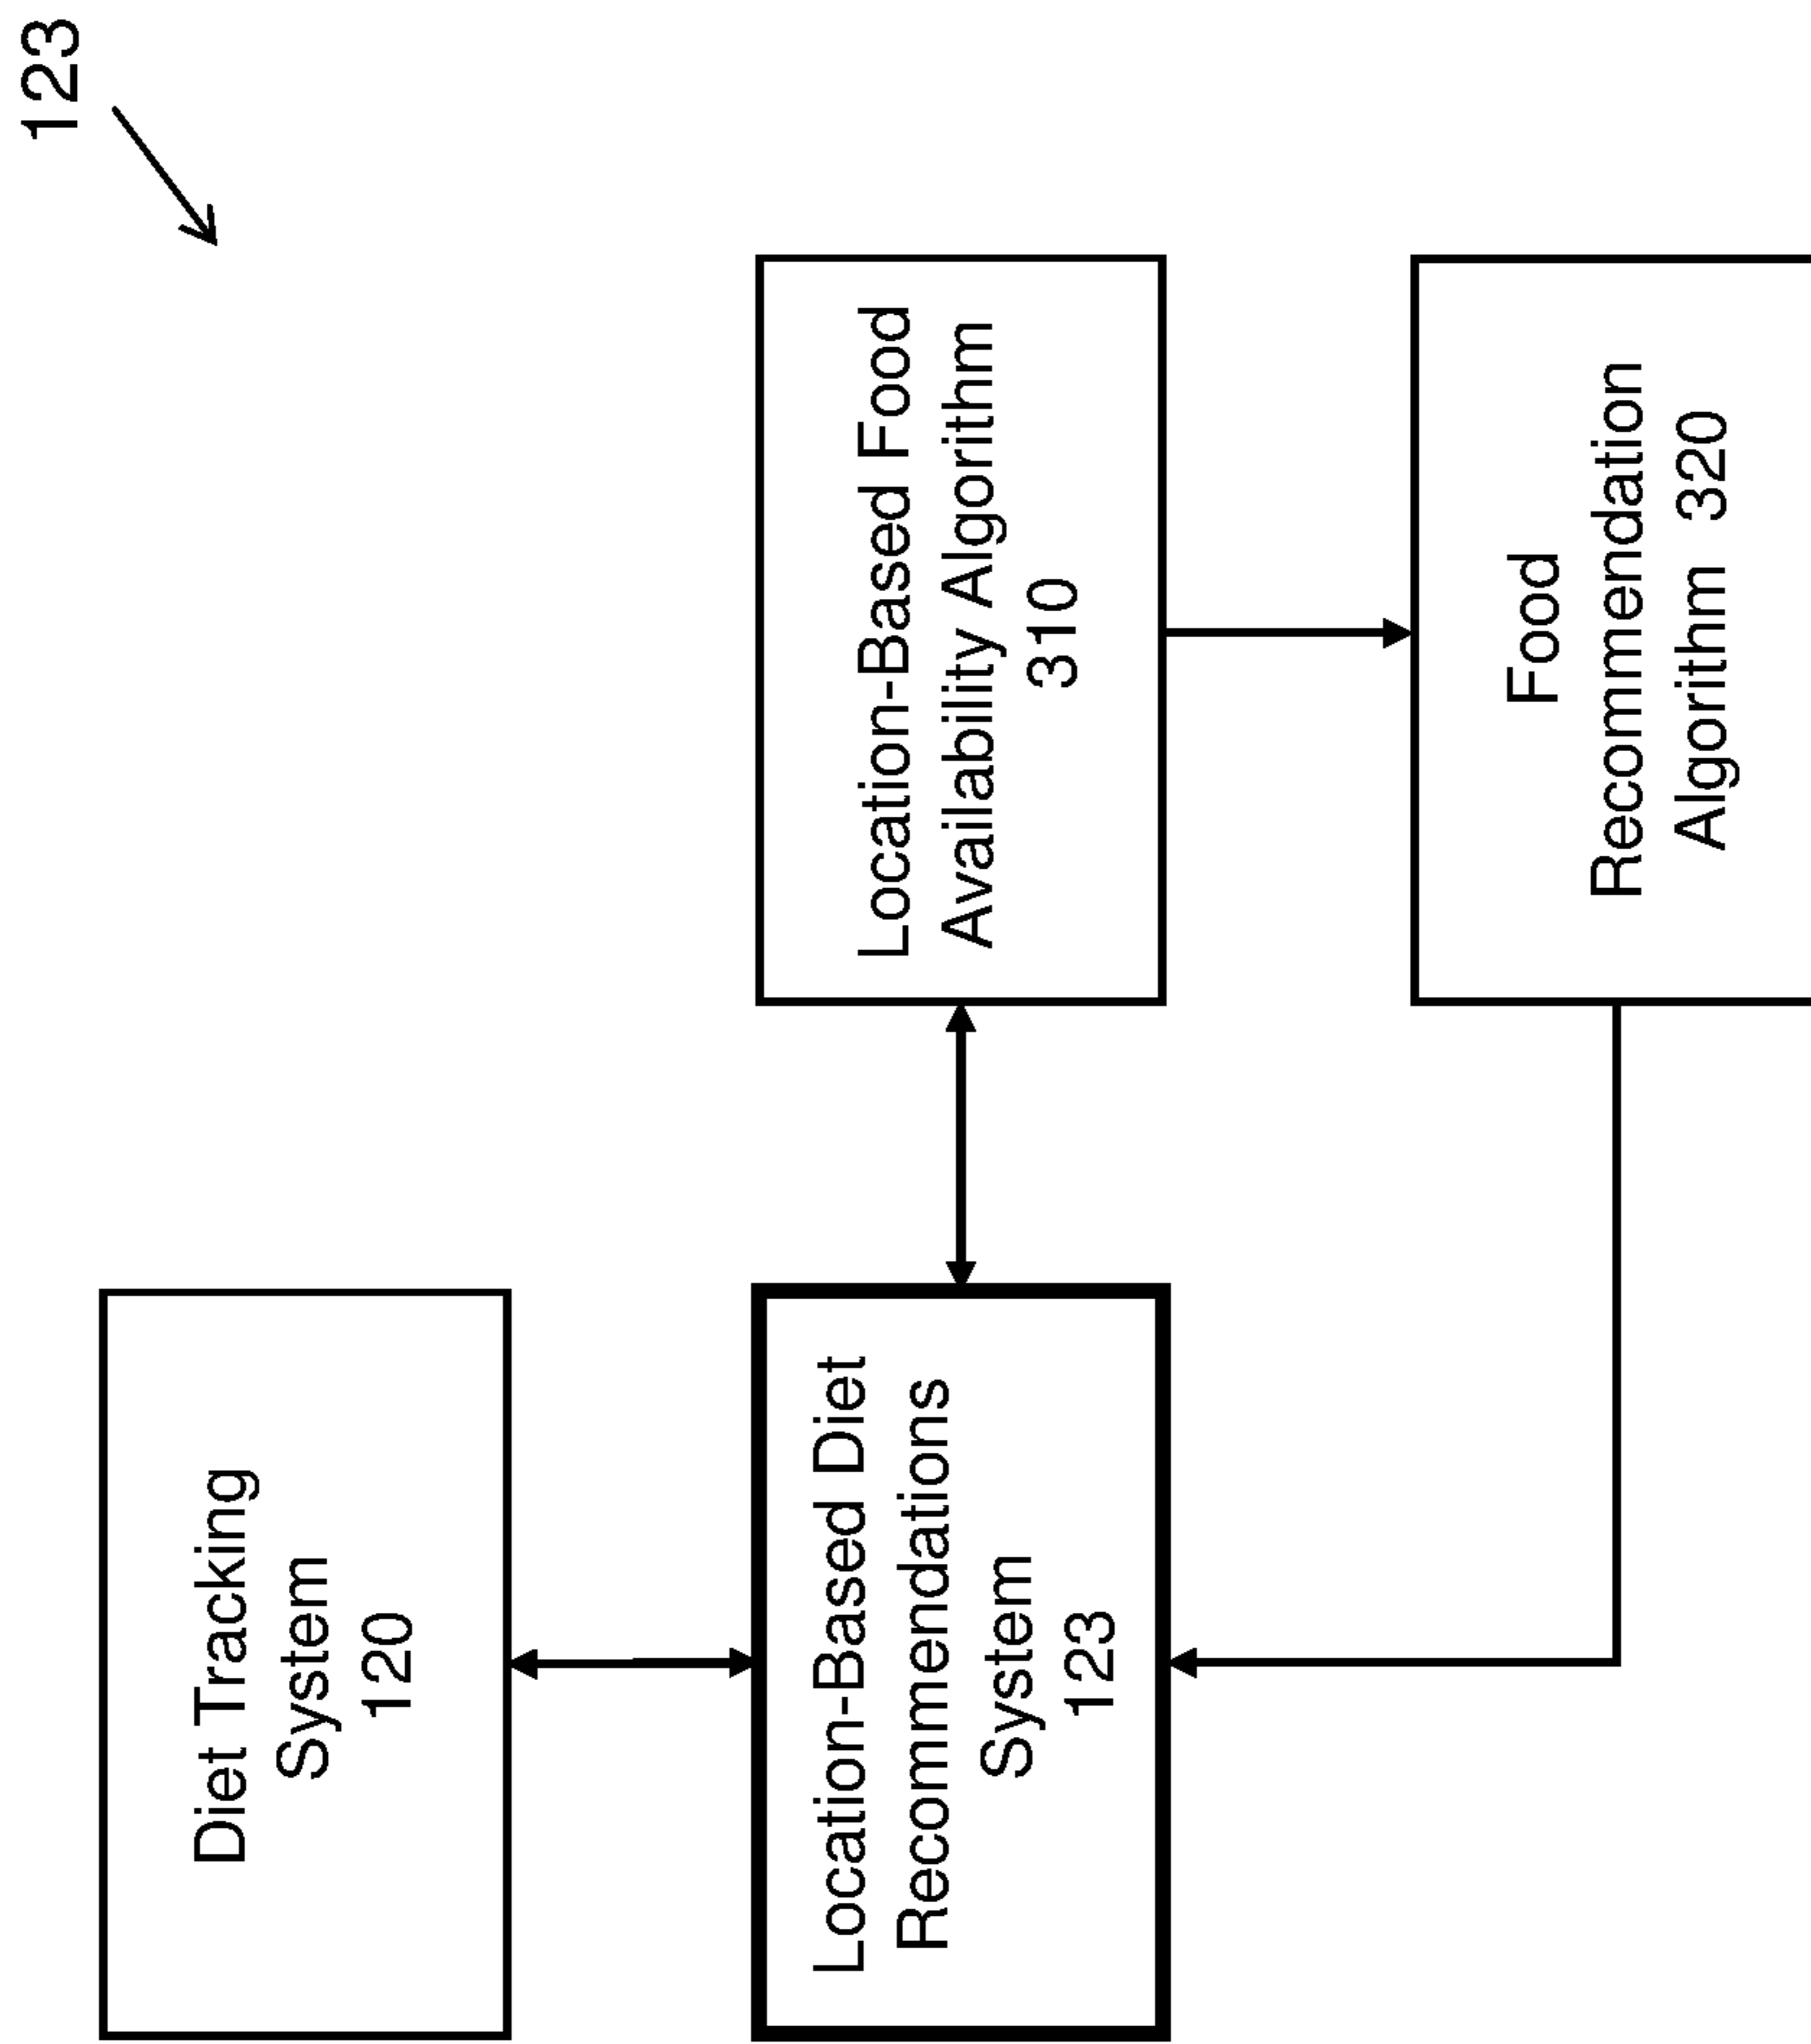 123
Diet Tracking
System
120
Location-Based Diet
Recommendations
System
123
Location-Based Food
Availability Algorithm
310
Food
Recommendation
Algorithm 320